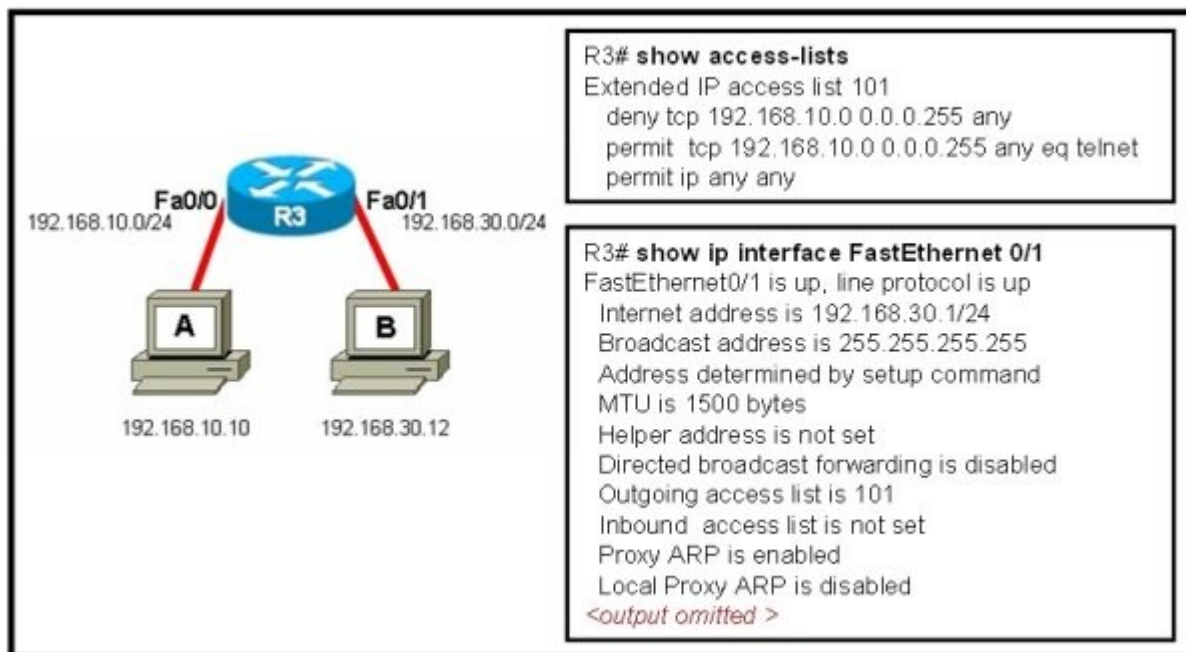 Fa0/0
Fa0/1
192.168.10.0/24
R3
192.168.30.0/24
A
B
192.168.10.10
192.168.30.12
R3# show access-lists
Extended IP access list 101
deny tcp 192.168.10.0 0.0.0.255 any
permit tcp 192.168.10.0 0.0.0.255 any eq telnet
permit ip any any
R3# show ip interface FastEthernet 0/1
FastEthernet0/1 is up, line protocol is up
Internet address is 192.168.30.1/24
Broadcast address is 255.255.255.255
Address determined by setup command
MTU is 1500 bytes
Helper address is not set
Directed broadcast forwarding is disabled
Outgoing access list is 101
Inbound access list is not set
Proxy ARP is enabled
Local Proxy ARP is disabled
<output omitted >